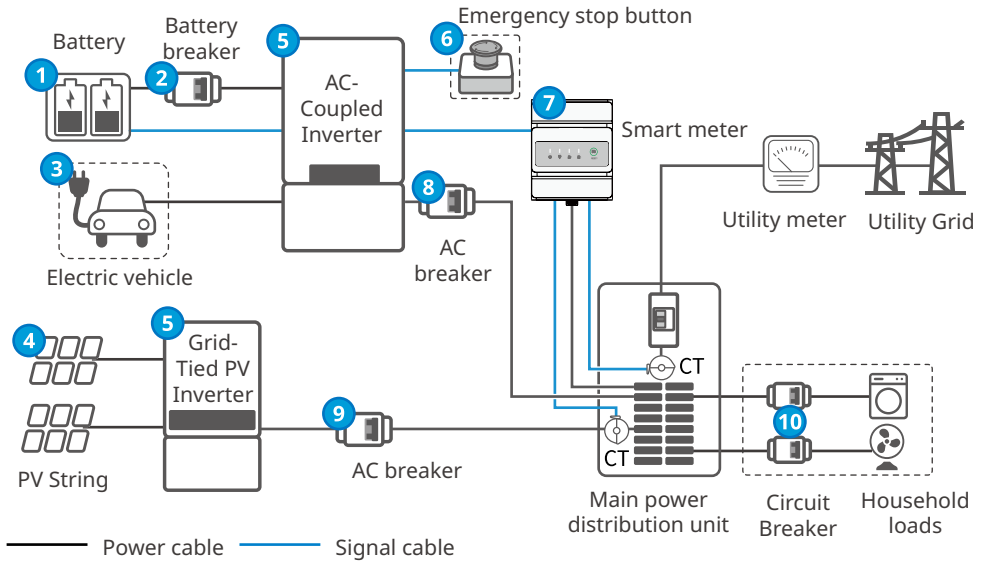 Emergency stop button
Battery
breaker
Battery
5
6
1
2
AC-
Coupled
Inverter
7
Smart meter
3
8
Utility meter
Utility Grid
AC
breaker
Electric vehicle
4
5
Grid-
Tied PV
Inverter
CT
9
10
CT
AC breaker
PV String
Main power
distribution unit
Circuit
Breaker
Household
loads
Power cable
Signal cable